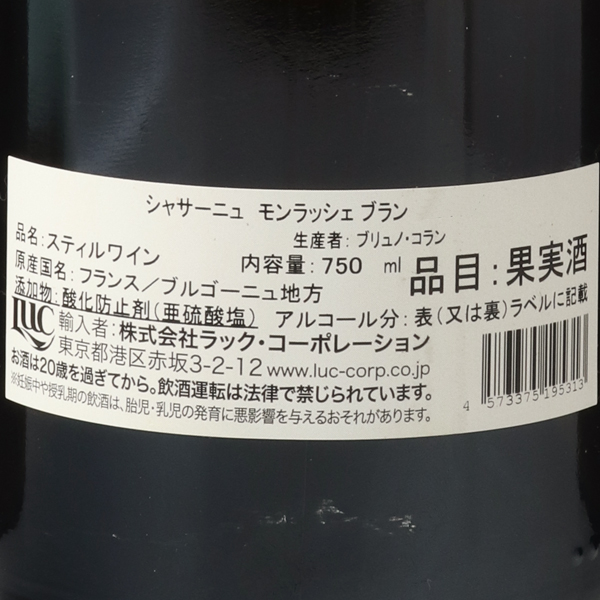 シャサーニュ モンラッシェ ブラン
品名:スティルワイン 生産者:ブリュノ・コラン
原産国名:フランス/ブルゴーニュ地方 内容量:750 ml 品目:果実酒
添加物:酸化防止剤(亜硫酸塩) アルコール分:表(又は裏)ラベルに記載
LUC 輸入者:株式会社ラック・コーポレーション
東京都港区赤坂3-2-12 www.luc-corp.co.jp
お酒は20歳を過ぎてから。飲酒運転は法律で禁じられています。
※妊娠中や授乳期の飲酒は、胎児・乳児の発育に悪影響を与えるおそれがあります。
4 573375 195313